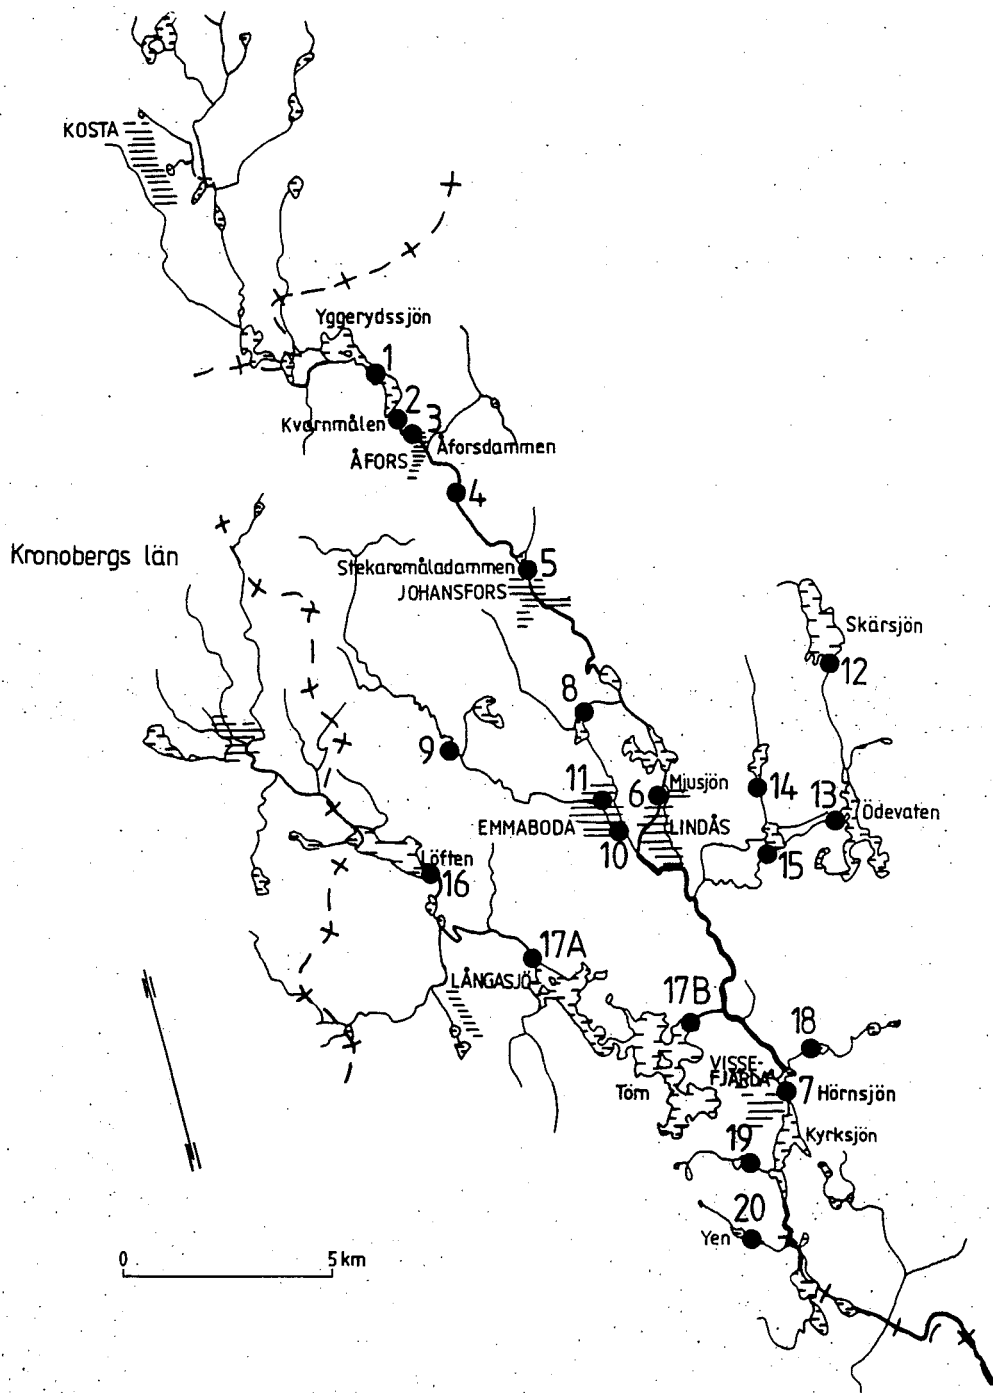 KOSTA
Yggerydssjön
1
2
3
Kvarnmålen
Åforsdammen
ÅFORS
4
Kronobergs län
Stekaremåladammen
5
JOHANSFORS
Skärsjön
12
8
9
11
6
Mjusjön
14
13
Ödevaten
EMMABODA
LINDÅS
10
15
Löften
16
17A
LÅNGASJÖ
17B
18
VISSE-
FJÄRDA
Törn
7
Hörnsjön
19
Kyrksjön
20
Yen
0
5 km